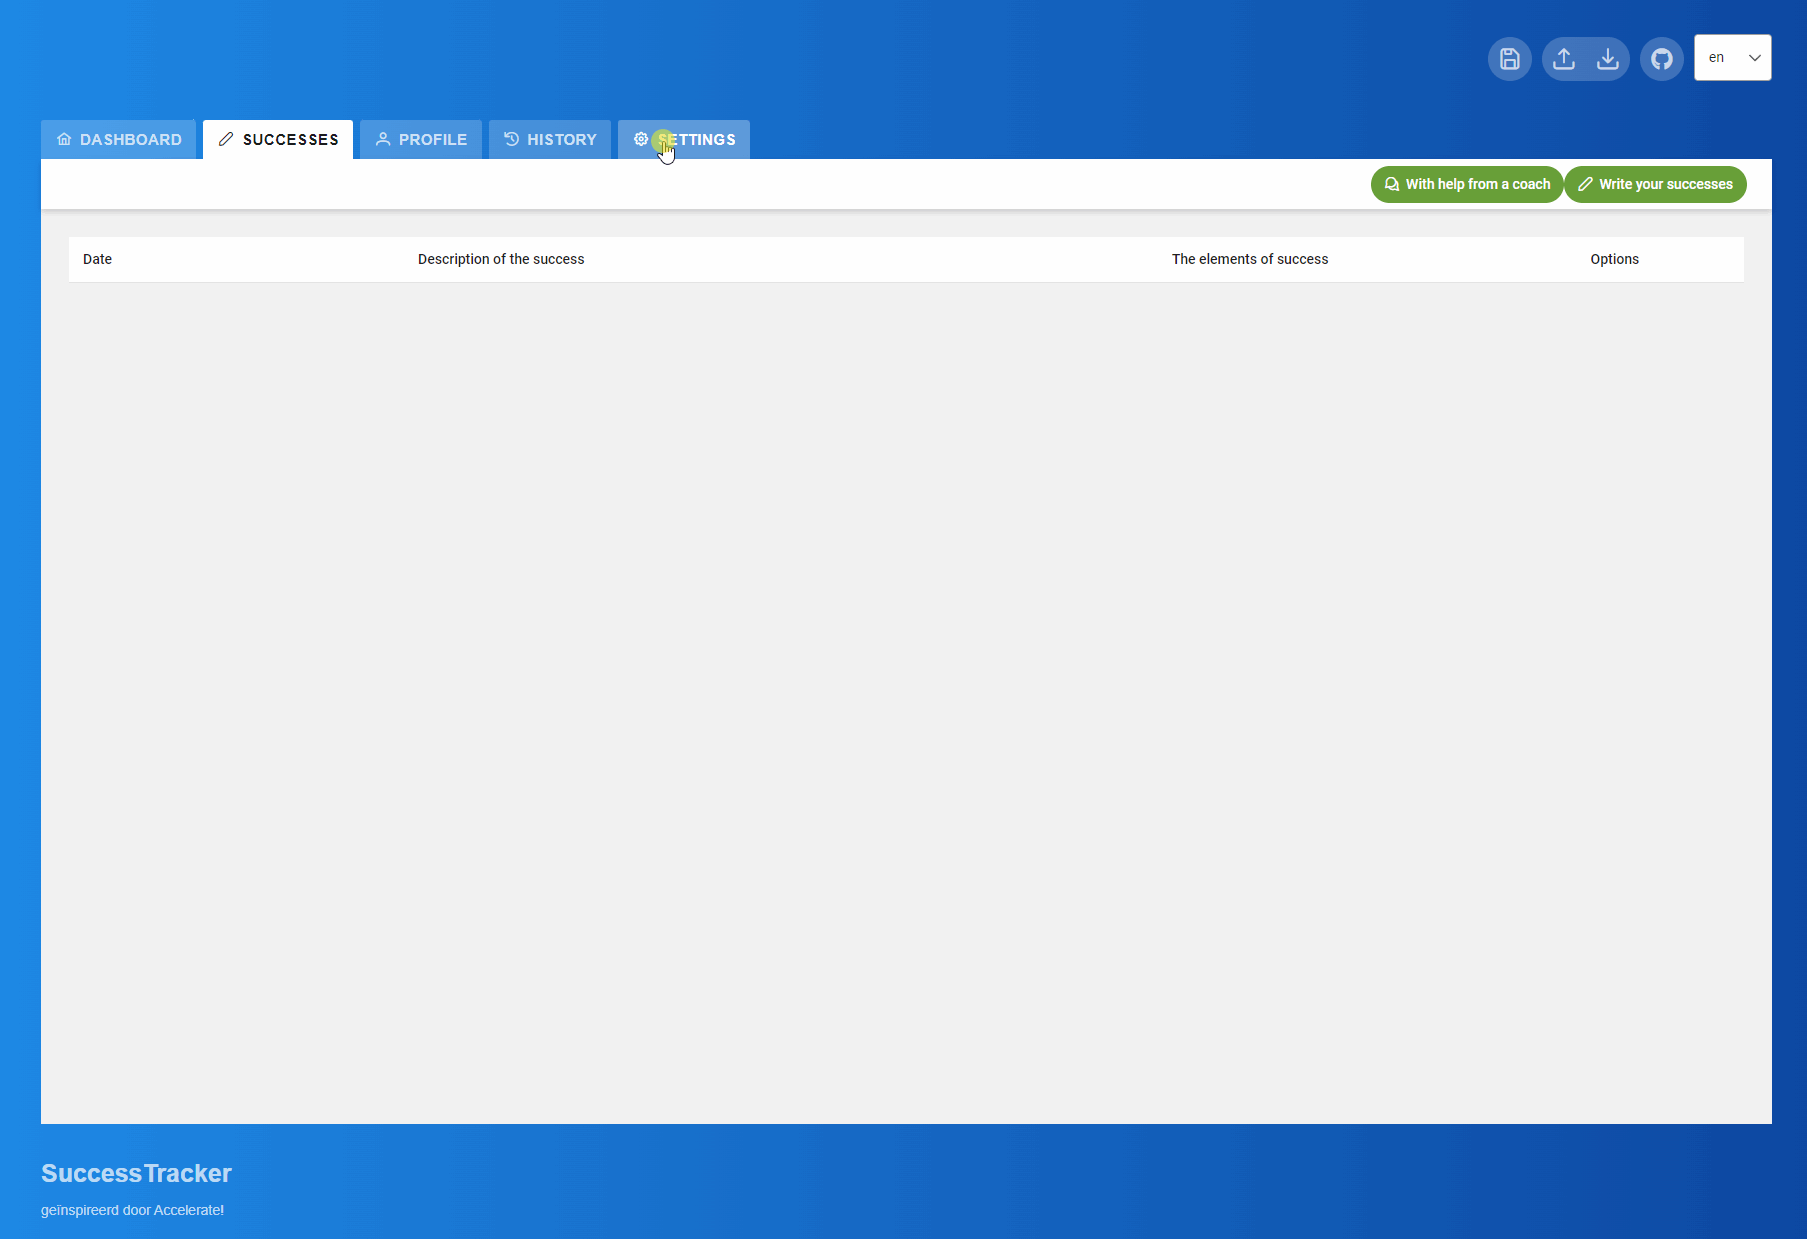 en
DASHBOARD SUCCESSES PROFILE HISTORY SETTINGS
With help from a coach Write your successes
Date Description of the success The elements of success Options
SuccessTracker
geïnspireerd door Accelerate!